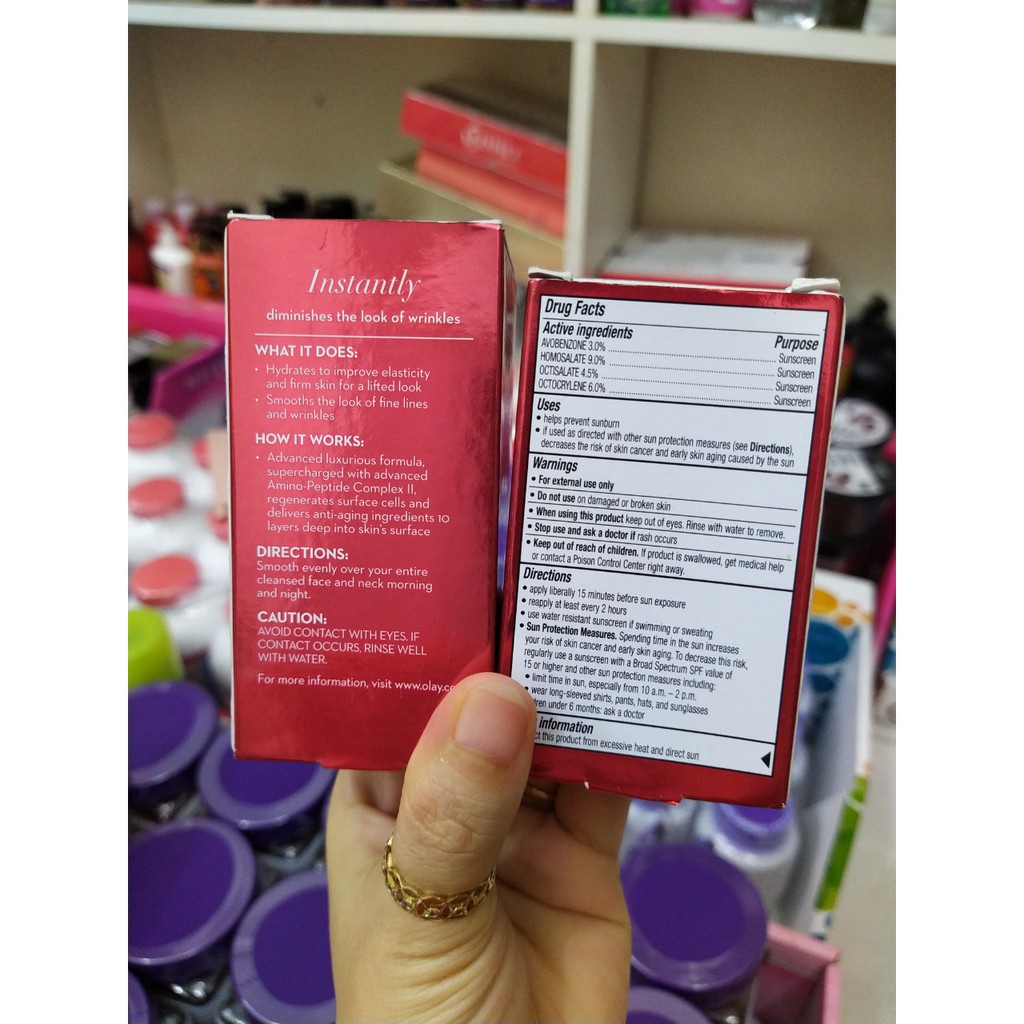 Instantly
diminishes the look of wrinkles
WHAT IT DOES:
• Hydrates to improve elasticity
and firm skin for a lifted look
• Smooths the look of fine lines
and wrinkles
HOW IT WORKS:
• Advanced luxurious formula,
supercharged with advanced
Amino-Peptide Complex II,
regenerates surface cells and
delivers anti-aging ingredients 10
layers deep into skin's surface
DIRECTIONS:
Smooth evenly over your entire
cleansed face and neck morning
and night.
CAUTION:
AVOID CONTACT WITH EYES. IF
CONTACT OCCURS, RINSE WELL
WITH WATER.
For more information, visit www.olay.co
Drug Facts
Active ingredients Purpose
AVOBENZONE 3.0% Sunscreen
HOMOSALATE 9.0% Sunscreen
OCTISALATE 4.5% Sunscreen
OCTOCRYLENE 6.0% Sunscreen
Uses
• helps prevent sunburn
• if used as directed with other sun protection measures (see Directions),
decreases the risk of skin cancer and early skin aging caused by the sun
Warnings
• For external use only
• Do not use on damaged or broken skin
• When using this product keep out of eyes. Rinse with water to remove.
• Stop use and ask a doctor if rash occurs
• Keep out of reach of children. If product is swallowed, get medical help
or contact a Poison Control Center right away.
Directions
• apply liberally 15 minutes before sun exposure
• reapply at least every 2 hours
• use water resistant sunscreen if swimming or sweating
• Sun Protection Measures. Spending time in the sun increases
your risk of skin cancer and early skin aging. To decrease this risk,
regularly use a sunscreen with a Broad Spectrum SPF value of
15 or higher and other sun protection measures including:
• limit time in sun, especially from 10 a.m. – 2 p.m.
• wear long-sleeved shirts, pants, hats, and sunglasses
dren under 6 months: ask a doctor
information
ct this product from excessive heat and direct sun